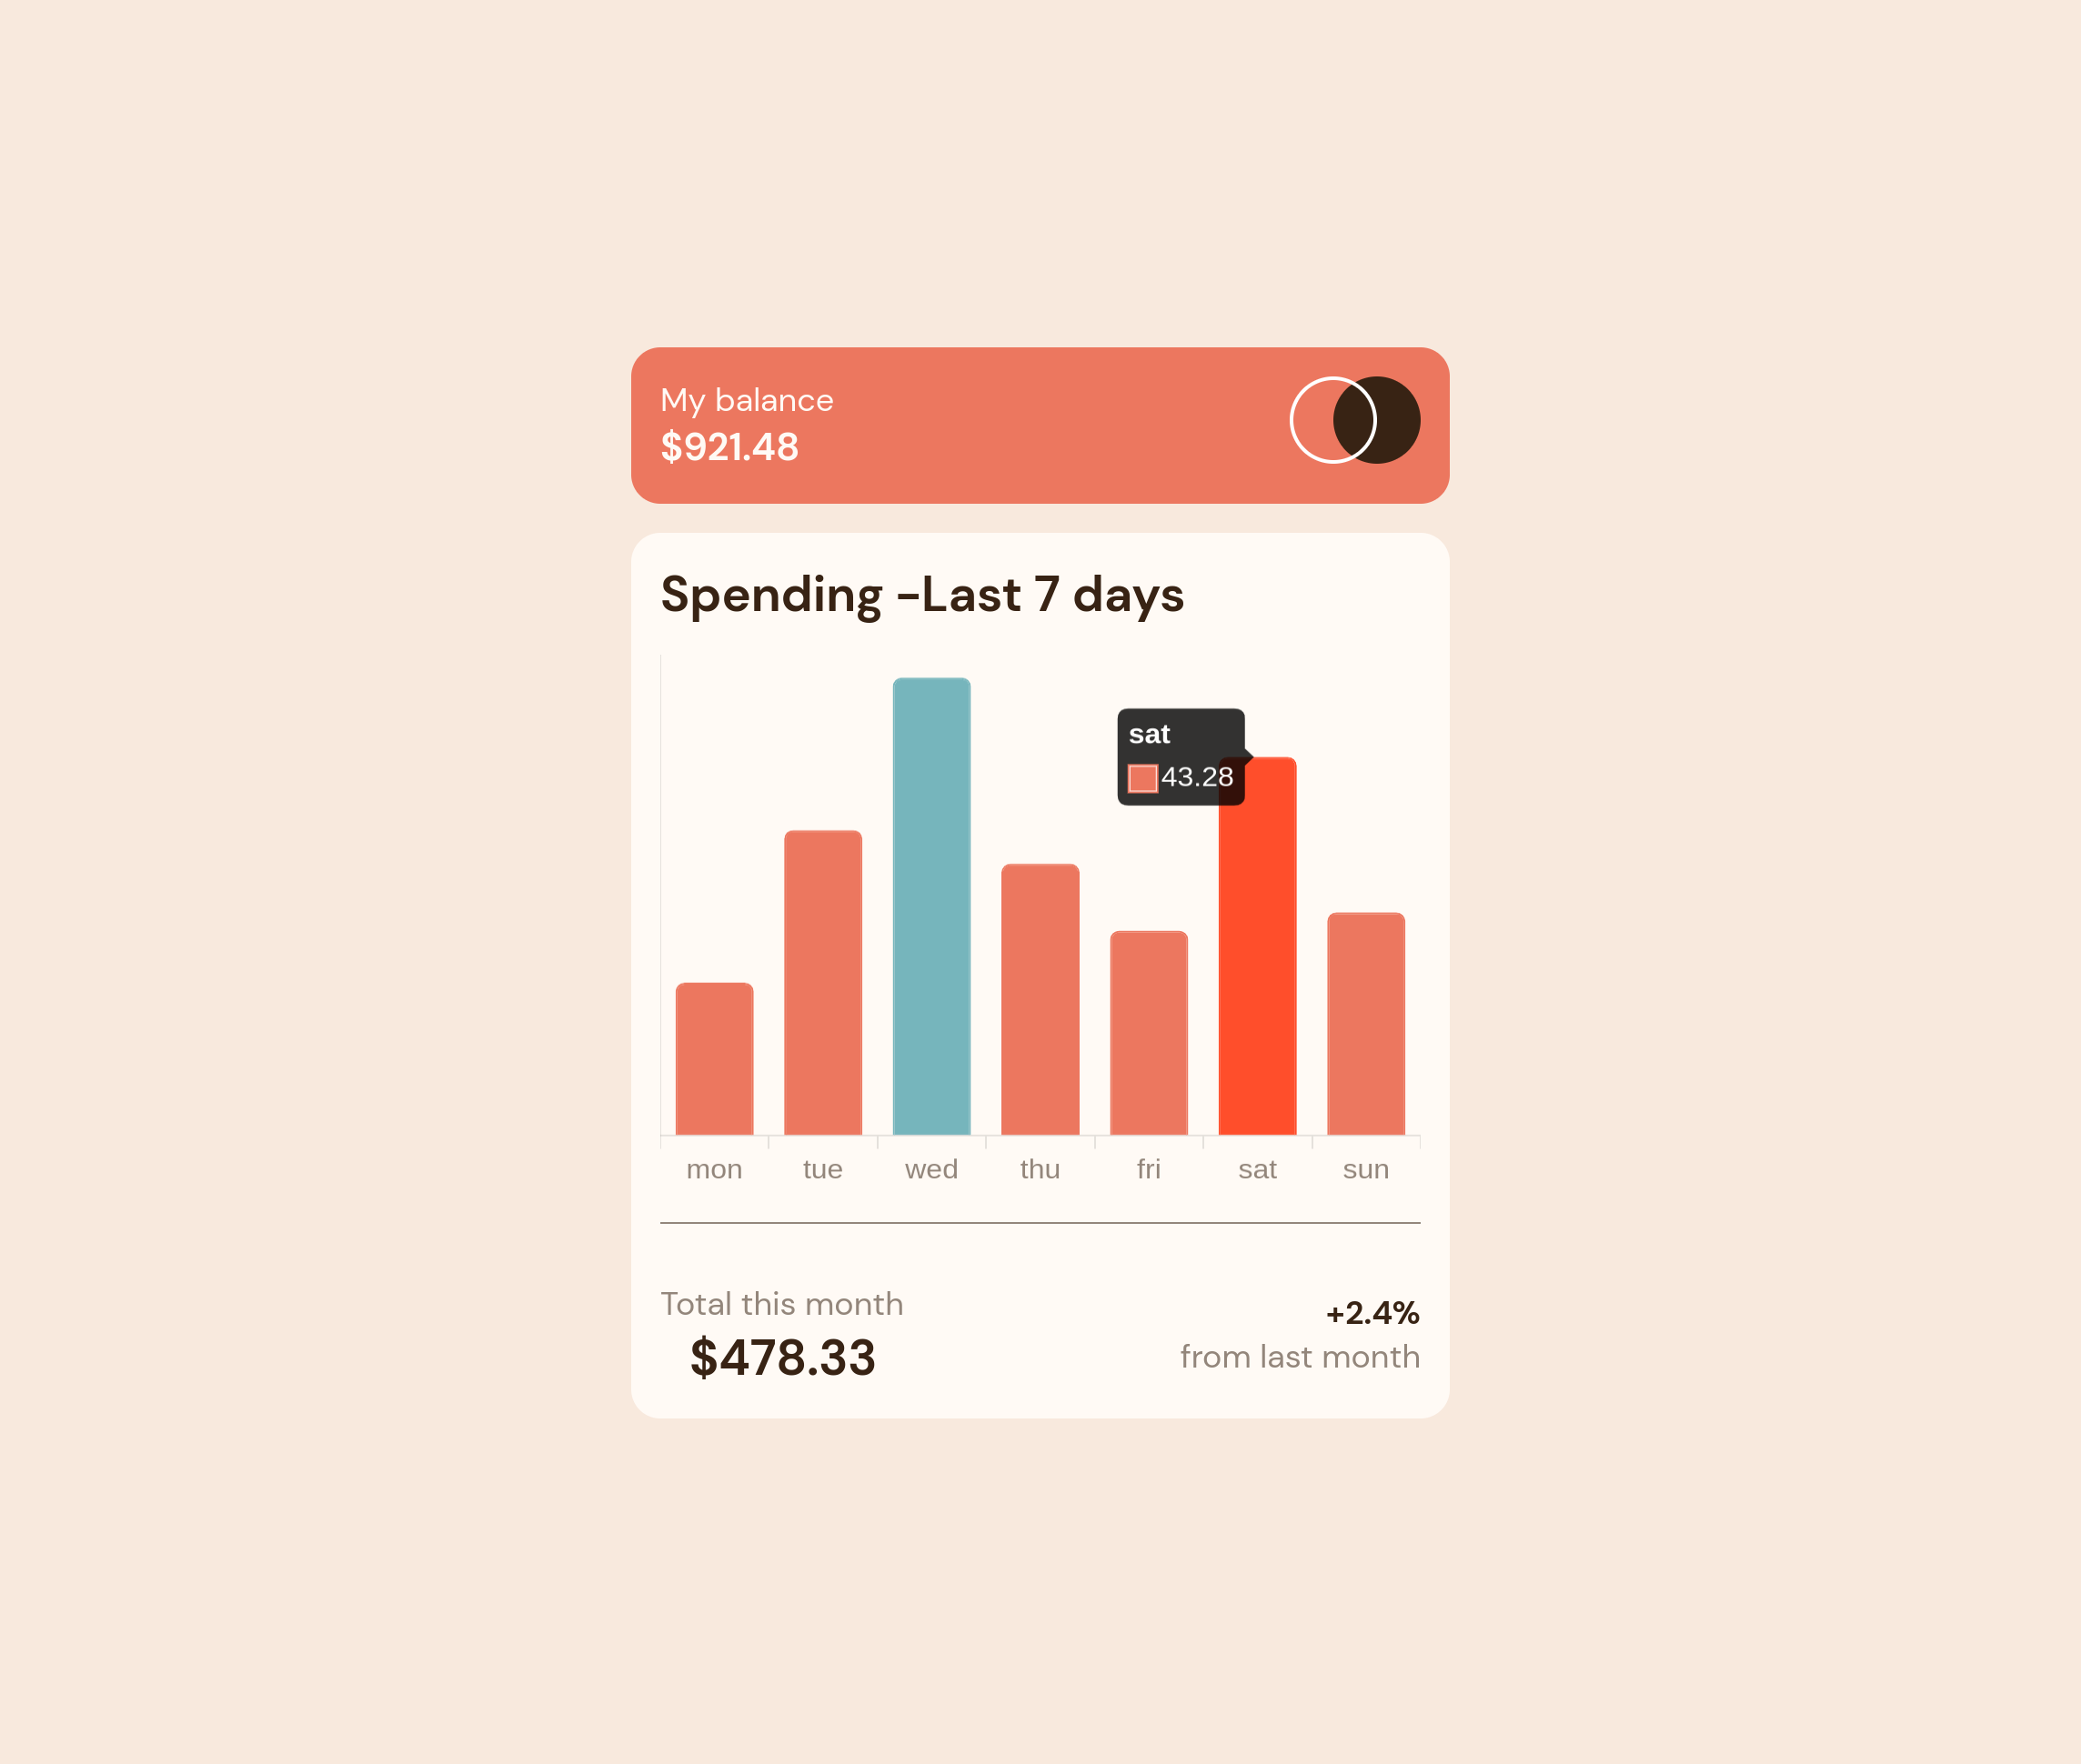 My balance
$921.48
Spending -Last 7 days
sat
43.28
mon tue wed thu fri sat sun
Total this month
$478.33
+2.4%
from last month